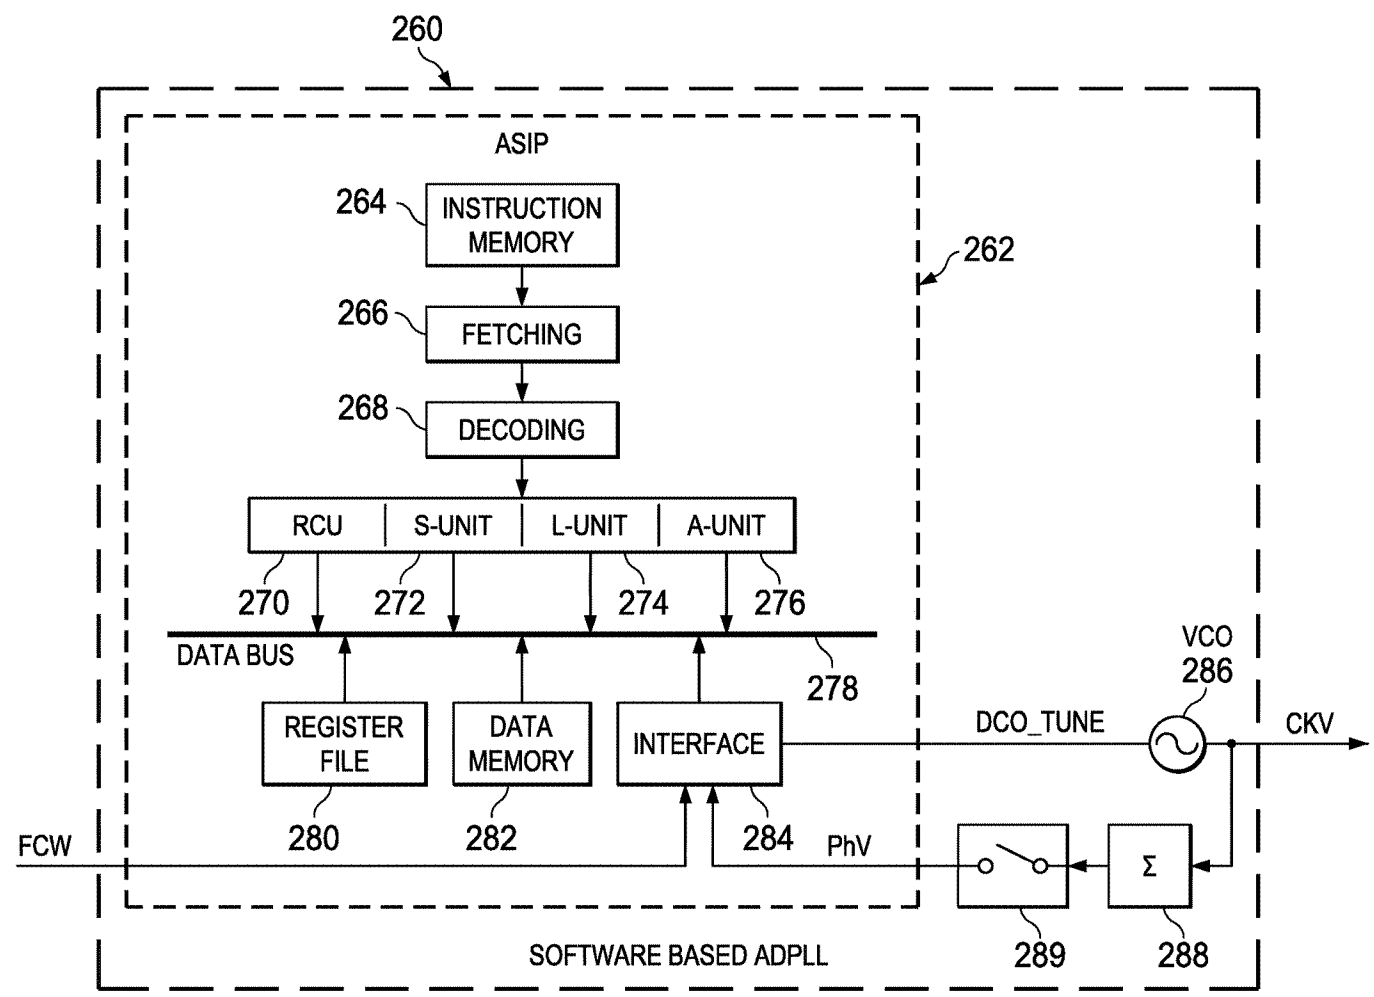 260
ASIP
264
INSTRUCTION
MEMORY
262
266
FETCHING
268
DECODING
RCU
S-UNIT
L-UNIT
A-UNIT
270
272
274
276
DATA BUS
278
VCO
286
REGISTER
FILE
DATA
MEMORY
INTERFACE
DCO_TUNE
CKV
280
282
284
FCW
PhV
Σ
289
288
SOFTWARE BASED ADPLL